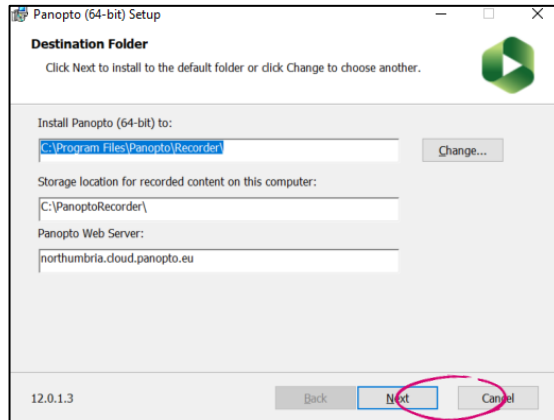 Panopto (64-bit) Setup
Destination Folder
Click Next to install to the default folder or click Change to choose another.
Install Panopto (64-bit) to:
C:\Program Files\Panopto\Recorder\
Change...
Storage location for recorded content on this computer:
C:\PanoptoRecorder\
Panopto Web Server:
northumbria.cloud.panopto.eu
12.0.1.3 Back Next Cancel